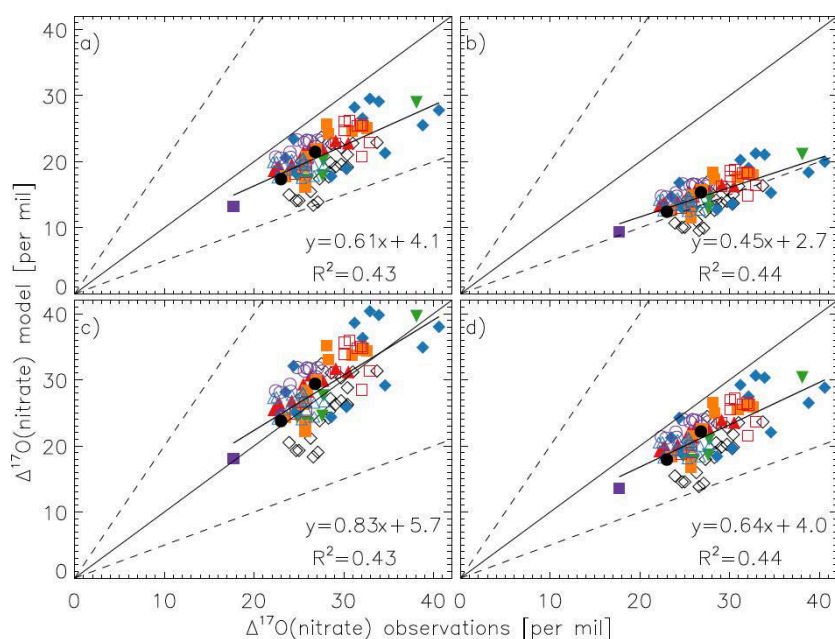 a)
b)
40
30
20
10
0
y=0.61x+4.1
R²=0.43
y=0.45x+2.7
R²=0.44
Δ¹⁷O(nitrate) model [per mil]
c)
d)
40
30
20
10
0
y=0.83x+5.7
R²=0.43
y=0.64x+4.0
R²=0.44
0 10 20 30 40 0 10 20 30 40
Δ¹⁷O(nitrate) observations [per mil]